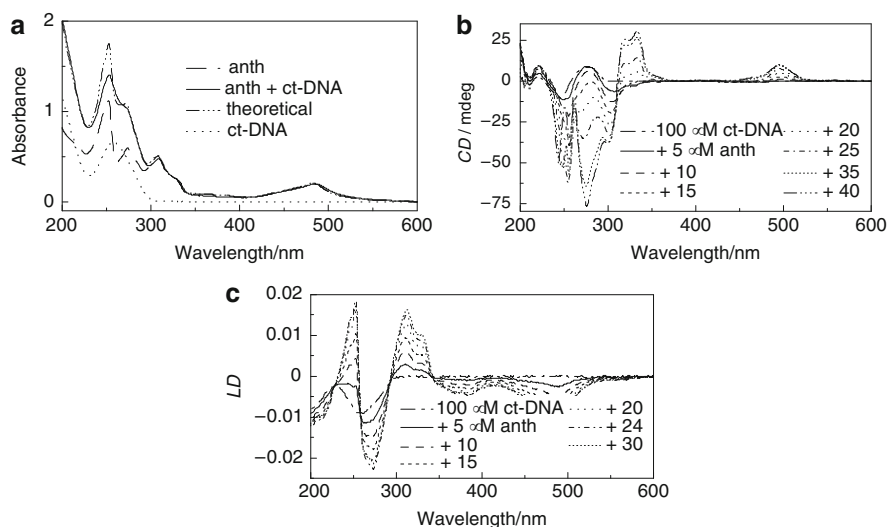 a
2
1
0
Absorbance
anth
anth + ct-DNA
theoretical
ct-DNA
200 300 400 500 600
Wavelength/nm
b
25
0
−25
−50
−75
CD / mdeg
100 ∝M ct-DNA
+ 5 ∝M anth
+ 10
+ 15
+ 20
+ 25
+ 35
+ 40
200 300 400 500 600
Wavelength/nm
c
0.02
0.01
0
−0.01
−0.02
LD
100 ∝M ct-DNA
+ 5 ∝M anth
+ 10
+ 15
+ 20
+ 24
+ 30
200 300 400 500 600
Wavelength/nm